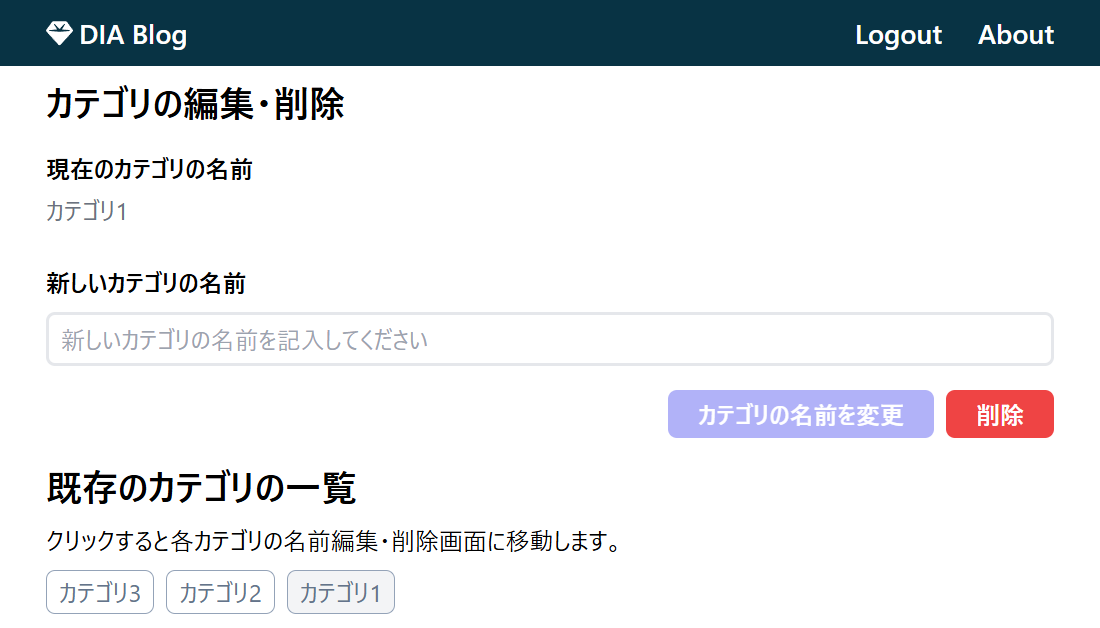 DIA Blog
Logout
About
カテゴリの編集・削除
現在のカテゴリの名前
カテゴリ1
新しいカテゴリの名前
新しいカテゴリの名前を記入してください
カテゴリの名前を変更
削除
既存のカテゴリの一覧
クリックすると各カテゴリの名前編集・削除画面に移動します。
カテゴリ3
カテゴリ2
カテゴリ1